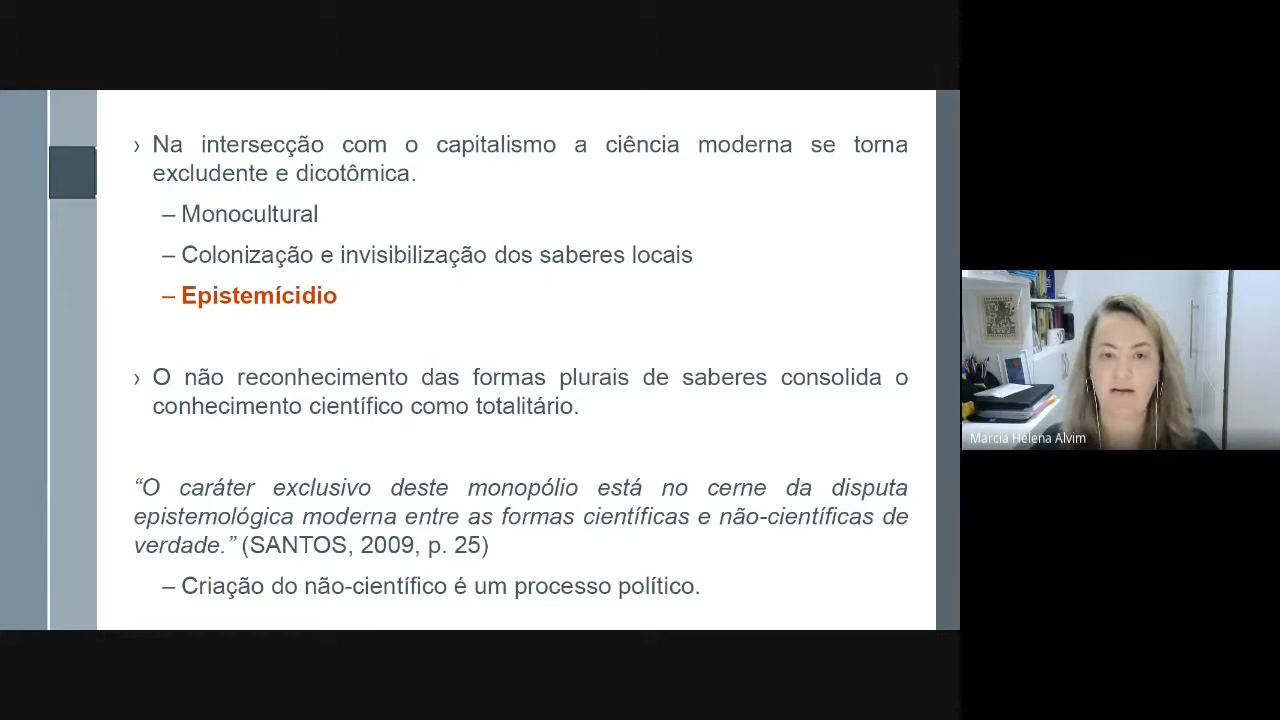 › Na intersecção com o capitalismo a ciência moderna se torna
excludente e dicotômica.
– Monocultural
– Colonização e invisibilização dos saberes locais
– Epistemícidio
› O não reconhecimento das formas plurais de saberes consolida o
conhecimento científico como totalitário.
“O caráter exclusivo deste monopólio está no cerne da disputa
epistemológica moderna entre as formas científicas e não-científicas de
verdade.” (SANTOS, 2009, p. 25)
– Criação do não-científico é um processo político.
Marcia Helena Alvim